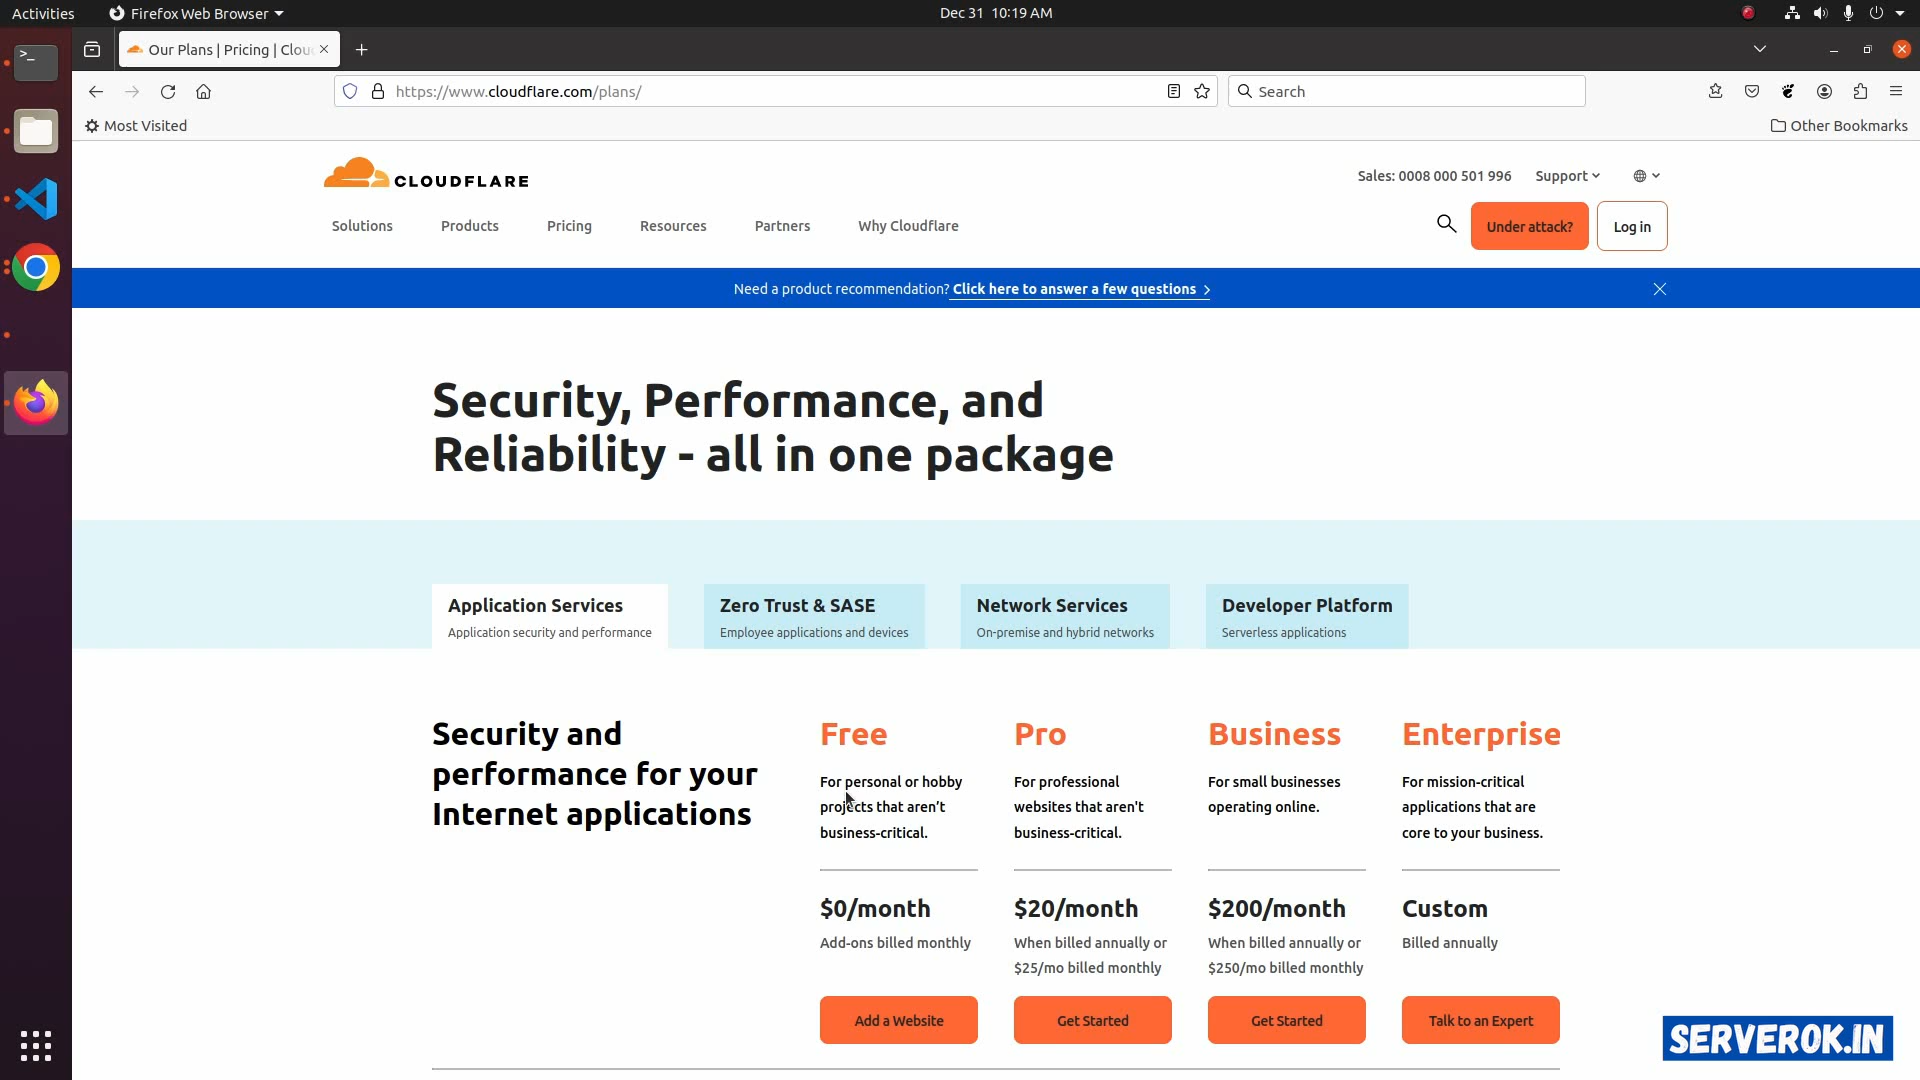 Activities
Firefox Web Browser
Dec 31 10:19 AM
Our Plans | Pricing | Clou
https://www.cloudflare.com/plans/
Search
Most Visited
Other Bookmarks
CLOUDFLARE
Sales: 0008 000 501 996
Support
Solutions
Products
Pricing
Resources
Partners
Why Cloudflare
Under attack?
Log in
Need a product recommendation? Click here to answer a few questions >
Security, Performance, and
Reliability - all in one package
Application Services
Application security and performance
Zero Trust & SASE
Employee applications and devices
Network Services
On-premise and hybrid networks
Developer Platform
Serverless applications
Security and
performance for your
Internet applications
Free
For personal or hobby
projects that aren’t
business-critical.
$0/month
Add-ons billed monthly
Add a Website
Pro
For professional
websites that aren't
business-critical.
$20/month
When billed annually or
$25/mo billed monthly
Get Started
Business
For small businesses
operating online.
$200/month
When billed annually or
$250/mo billed monthly
Get Started
Enterprise
For mission-critical
applications that are
core to your business.
Custom
Billed annually
Talk to an Expert
SERVEROK.IN